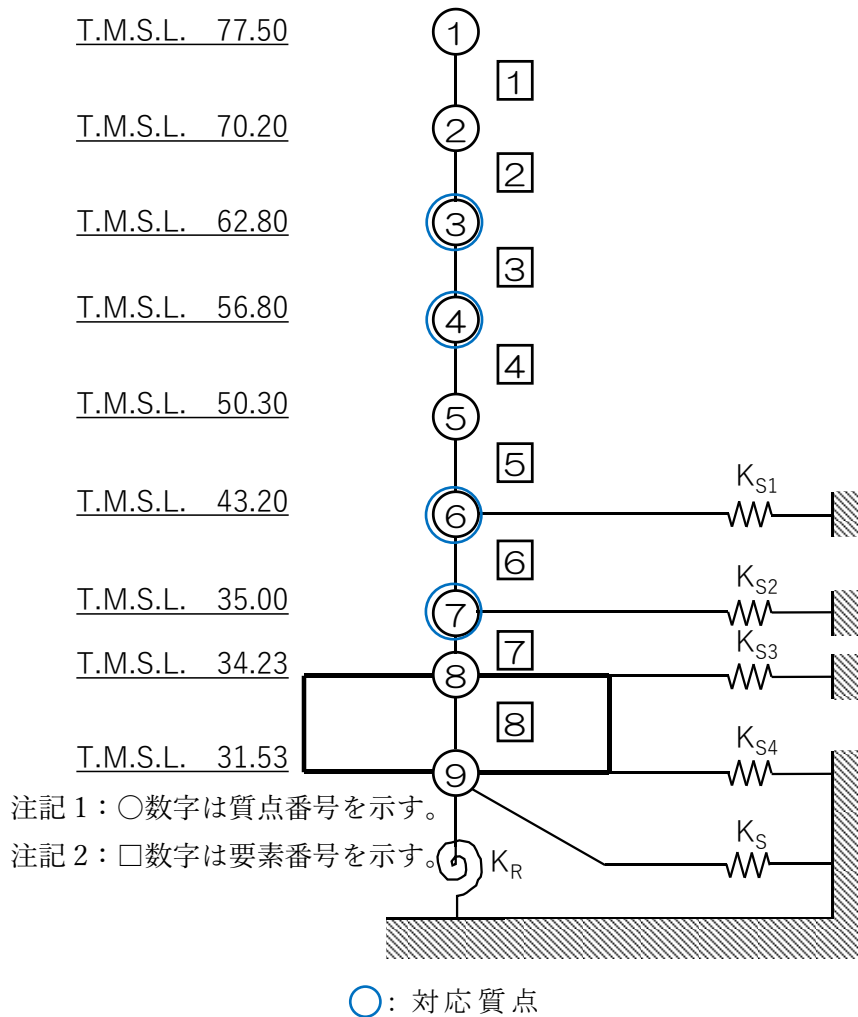 T.M.S.L. 77.50 ①
1
T.M.S.L. 70.20 ②
2
T.M.S.L. 62.80 ③
3
T.M.S.L. 56.80 ④
4
T.M.S.L. 50.30 ⑤
5
T.M.S.L. 43.20 ⑥ KS1
6
T.M.S.L. 35.00 ⑦ KS2
7
T.M.S.L. 34.23 ⑧ KS3
8
T.M.S.L. 31.53 ⑨ KS4
注記1：○数字は質点番号を示す。
注記2：□数字は要素番号を示す。
KR KS
○: 対応質点